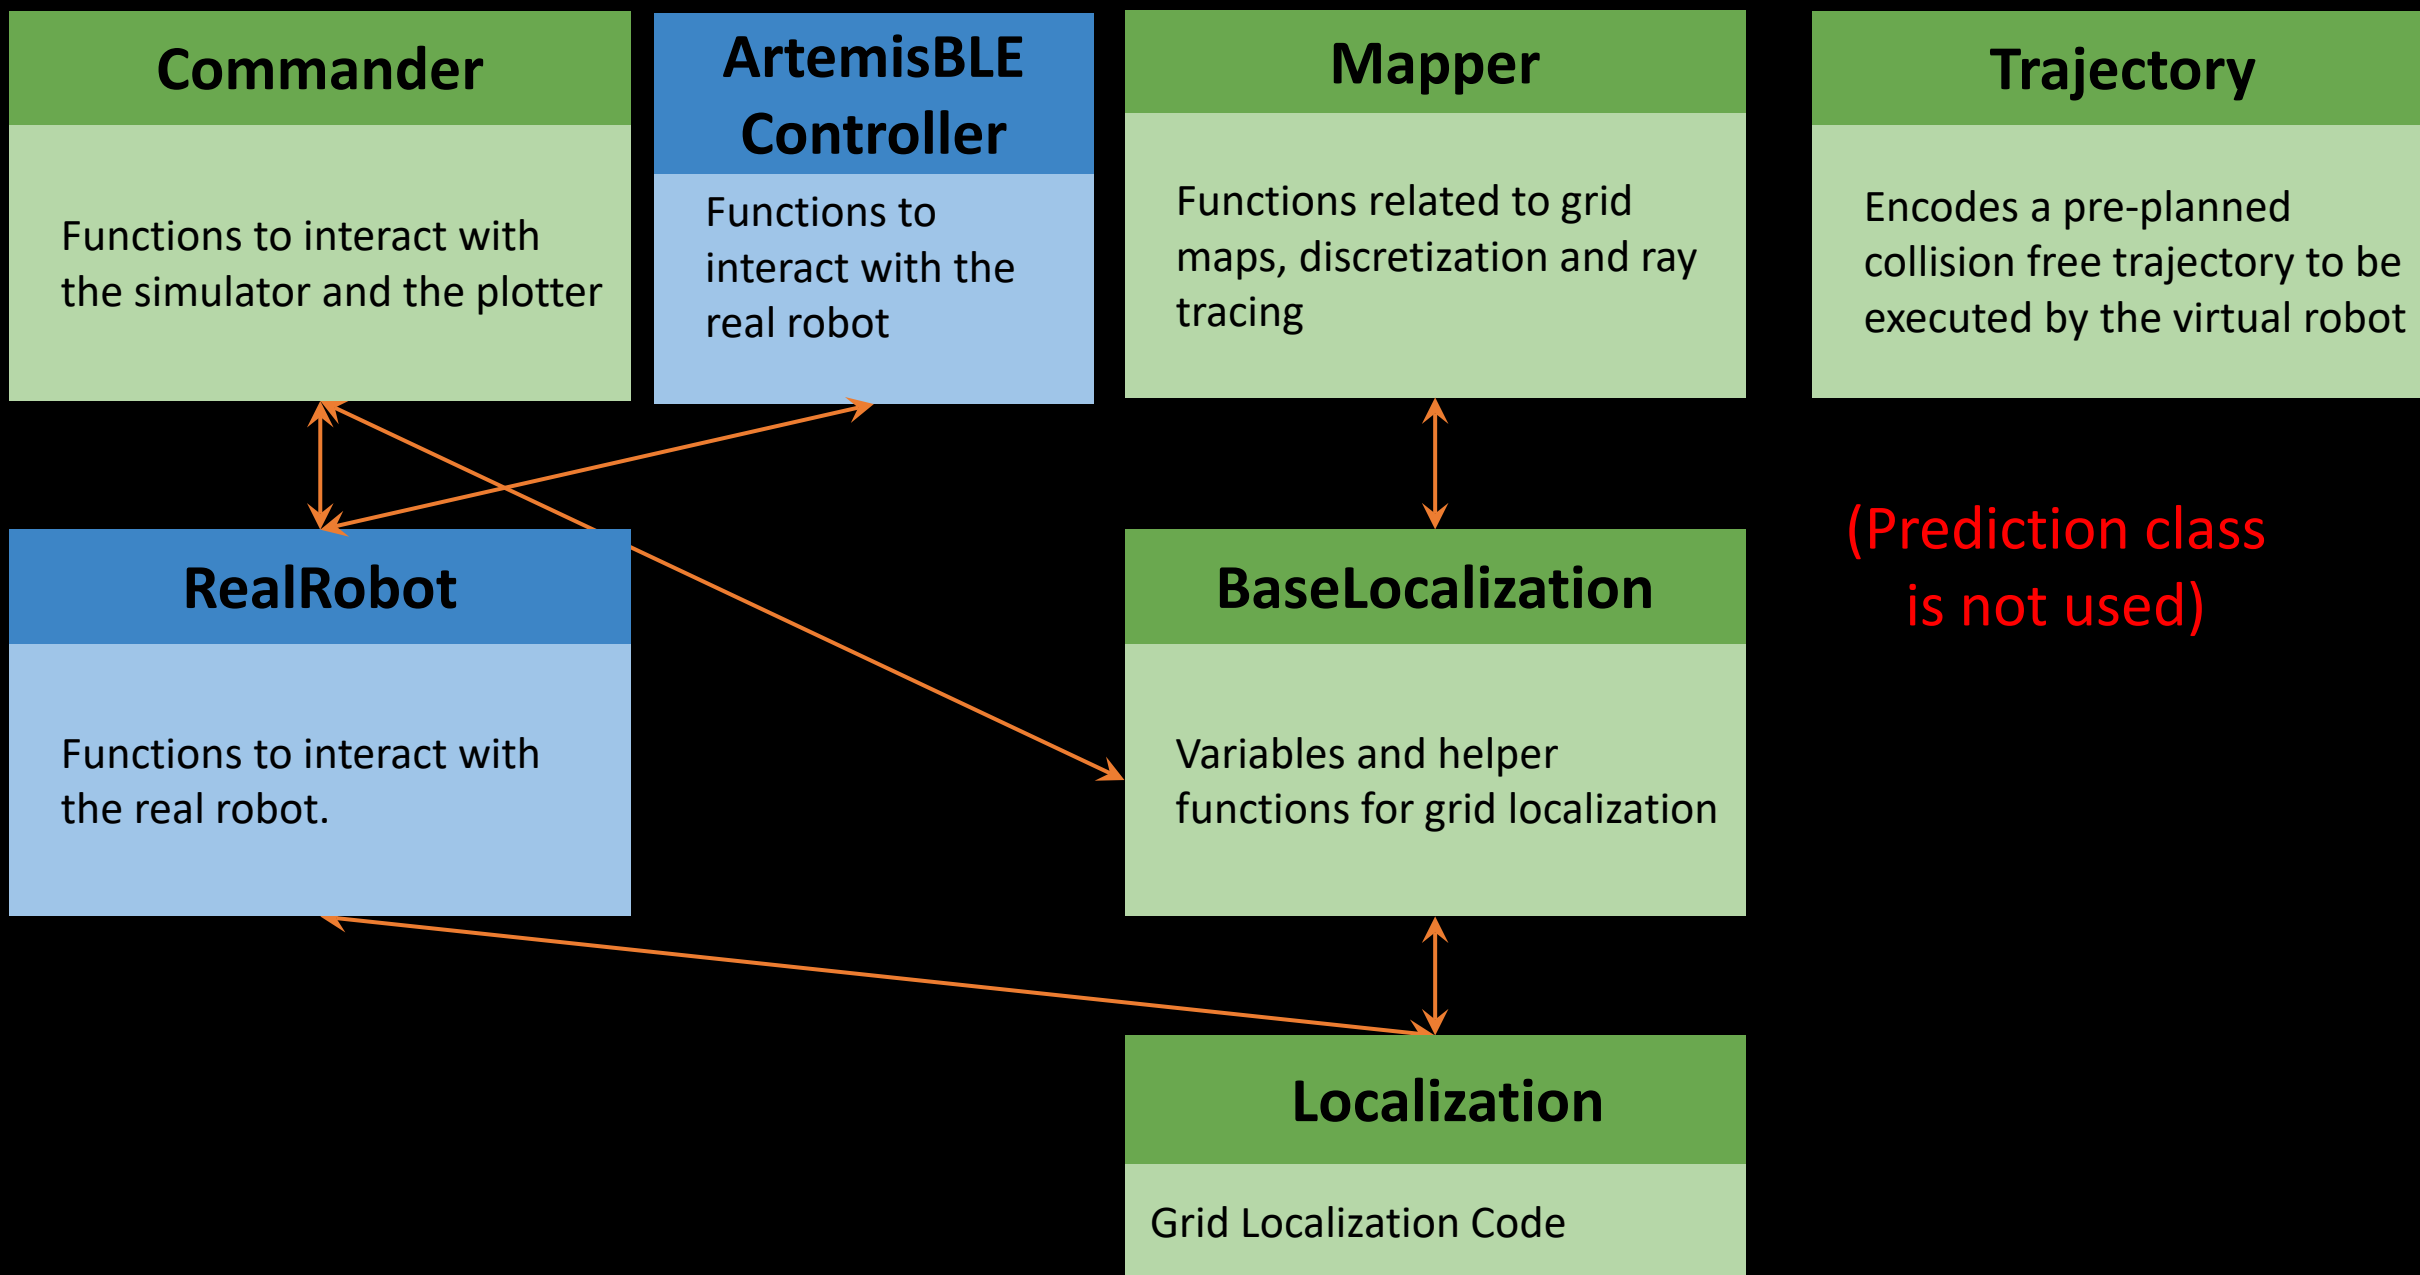 Commander
Functions to interact with
the simulator and the plotter
ArtemisBLE
Controller
Functions to
interact with the
real robot
Mapper
Functions related to grid
maps, discretization and ray
tracing
Trajectory
Encodes a pre-planned
collision free trajectory to be
executed by the virtual robot
RealRobot
Functions to interact with
the real robot.
BaseLocalization
Variables and helper
functions for grid localization
(Prediction class
is not used)
Localization
Grid Localization Code